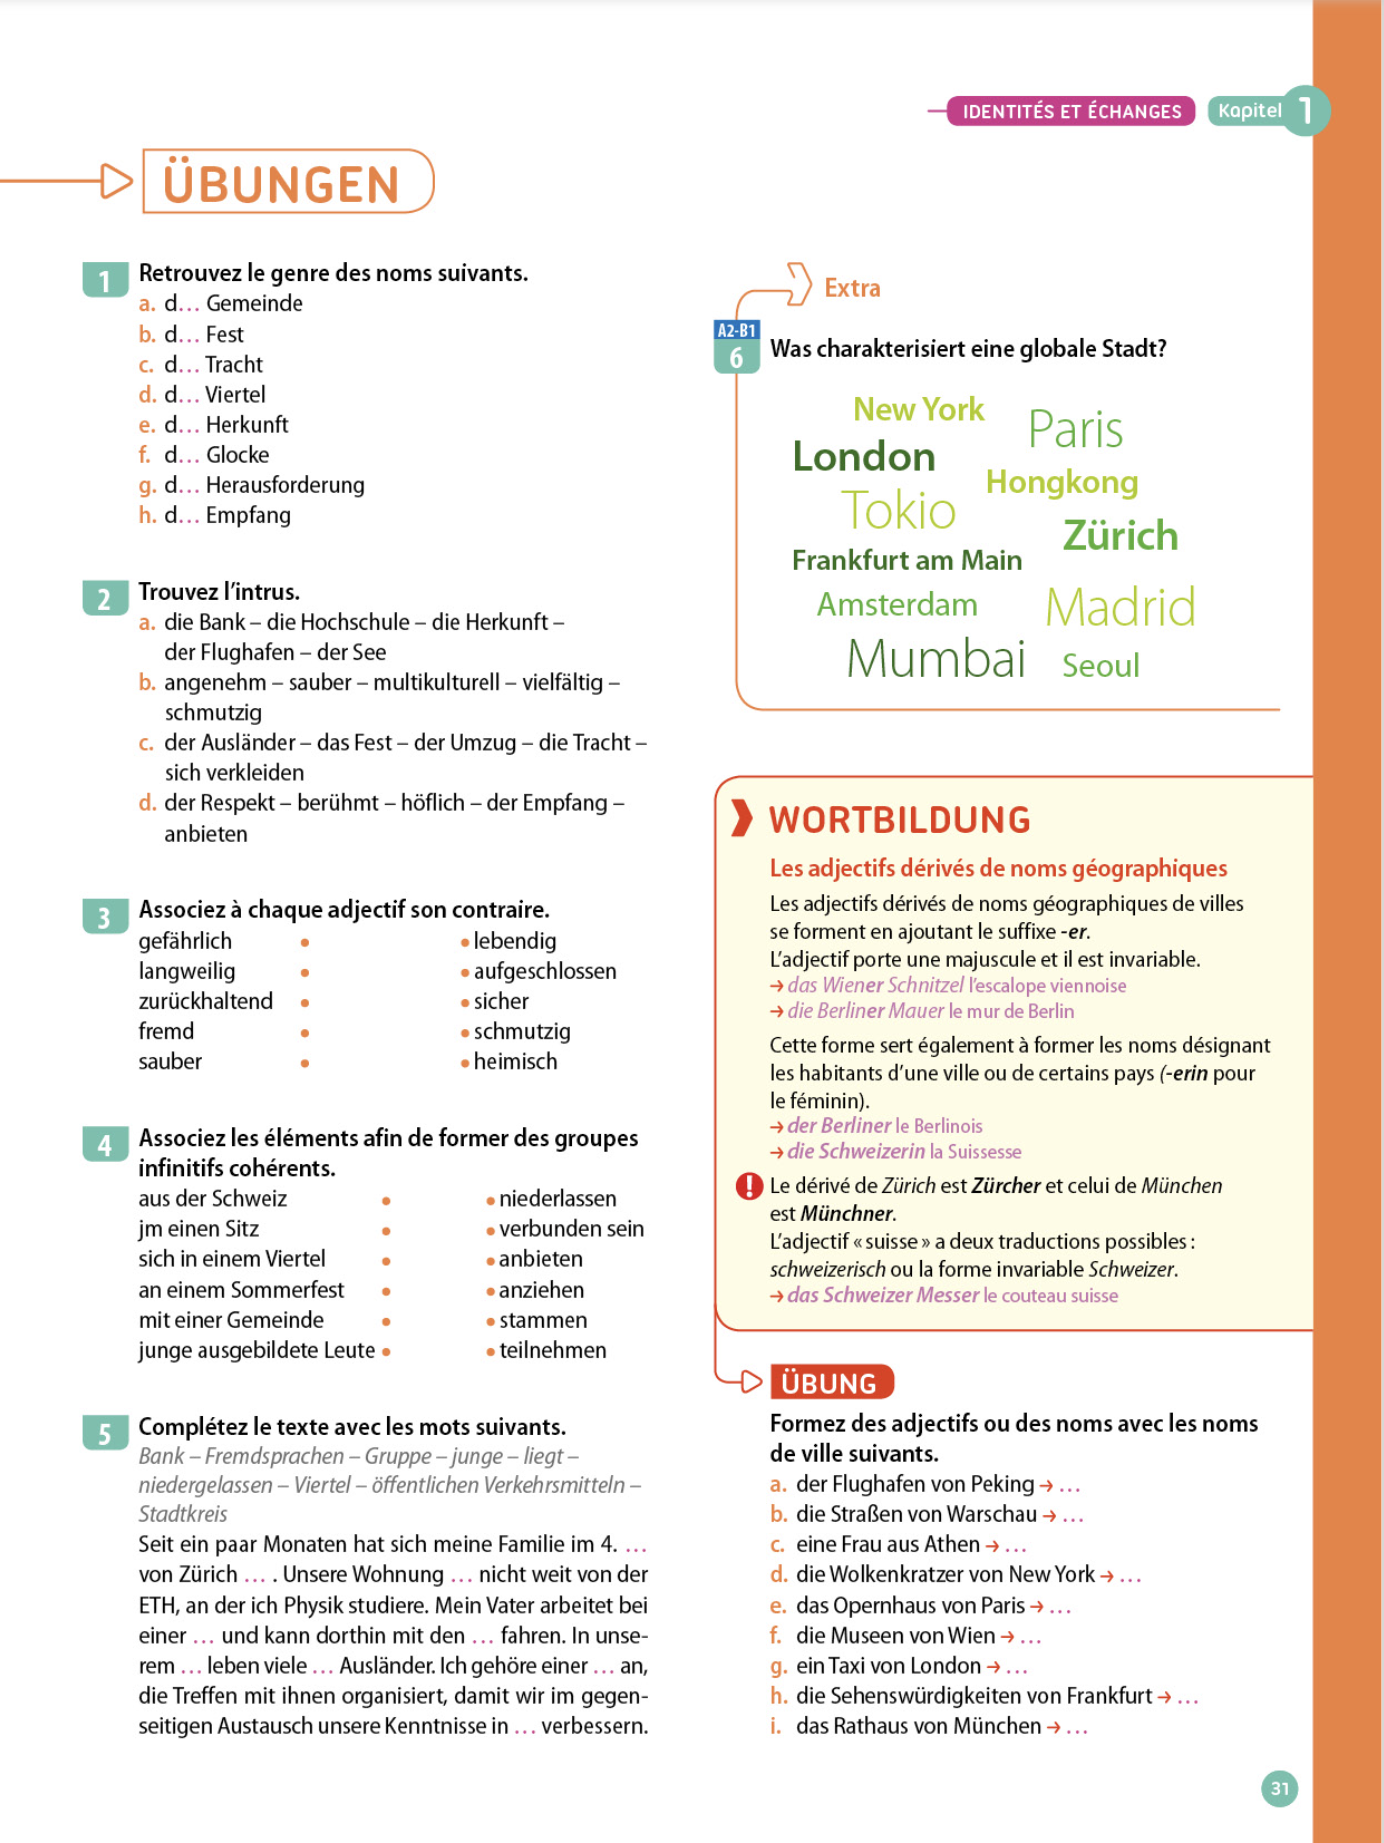 IDENTITÉS ET ÉCHANGES Kapitel 1
ÜBUNGEN
1 Retrouvez le genre des noms suivants.
a. d... Gemeinde
b. d... Fest
c. d... Tracht
d. d... Viertel
e. d... Herkunft
f. d... Glocke
g. d... Herausforderung
h. d... Empfang
2 Trouvez l'intrus.
a. die Bank – die Hochschule – die Herkunft –
der Flughafen – der See
b. angenehm – sauber – multikulturell – vielfältig –
schmutzig
c. der Ausländer – das Fest – der Umzug – die Tracht –
sich verkleiden
d. der Respekt – berühmt – höflich – der Empfang –
anbieten
3 Associez à chaque adjectif son contraire.
gefährlich • • lebendig
langweilig • • aufgeschlossen
zurückhaltend • • sicher
fremd • • schmutzig
sauber • • heimisch
4 Associez les éléments afin de former des groupes
infinitifs cohérents.
aus der Schweiz • • niederlassen
jm einen Sitz • • verbunden sein
sich in einem Viertel • • anbieten
an einem Sommerfest • • anziehen
mit einer Gemeinde • • stammen
junge ausgebildete Leute • • teilnehmen
5 Complétez le texte avec les mots suivants.
Bank – Fremdsprachen – Gruppe – junge – liegt –
niedergelassen – Viertel – öffentlichen Verkehrsmitteln –
Stadtkreis
Seit ein paar Monaten hat sich meine Familie im 4. ...
von Zürich ... . Unsere Wohnung ... nicht weit von der
ETH, an der ich Physik studiere. Mein Vater arbeitet bei
einer ... und kann dorthin mit den ... fahren. In unse-
rem ... leben viele ... Ausländer. Ich gehöre einer ... an,
die Treffen mit ihnen organisiert, damit wir im gegen-
seitigen Austausch unsere Kenntnisse in ... verbessern.
Extra
A2-B1
6 Was charakterisiert eine globale Stadt?
New York
Paris
London
Hongkong
Tokio
Zürich
Frankfurt am Main
Amsterdam
Madrid
Mumbai
Seoul
WORTBILDUNG
Les adjectifs dérivés de noms géographiques
Les adjectifs dérivés de noms géographiques de villes
se forment en ajoutant le suffixe -er.
L'adjectif porte une majuscule et il est invariable.
→ das Wiener Schnitzel l'escalope viennoise
→ die Berliner Mauer le mur de Berlin
Cette forme sert également à former les noms désignant
les habitants d'une ville ou de certains pays (-erin pour
le féminin).
→ der Berliner le Berlinois
→ die Schweizerin la Suissesse
! Le dérivé de Zürich est Zürcher et celui de München
est Münchner.
L'adjectif « suisse » a deux traductions possibles :
schweizerisch ou la forme invariable Schweizer.
→ das Schweizer Messer le couteau suisse
ÜBUNG
Formez des adjectifs ou des noms avec les noms
de ville suivants.
a. der Flughafen von Peking → ...
b. die Straßen von Warschau → ...
c. eine Frau aus Athen → ...
d. die Wolkenkratzer von New York → ...
e. das Opernhaus von Paris → ...
f. die Museen von Wien → ...
g. ein Taxi von London → ...
h. die Sehenswürdigkeiten von Frankfurt → ...
i. das Rathaus von München → ...
31